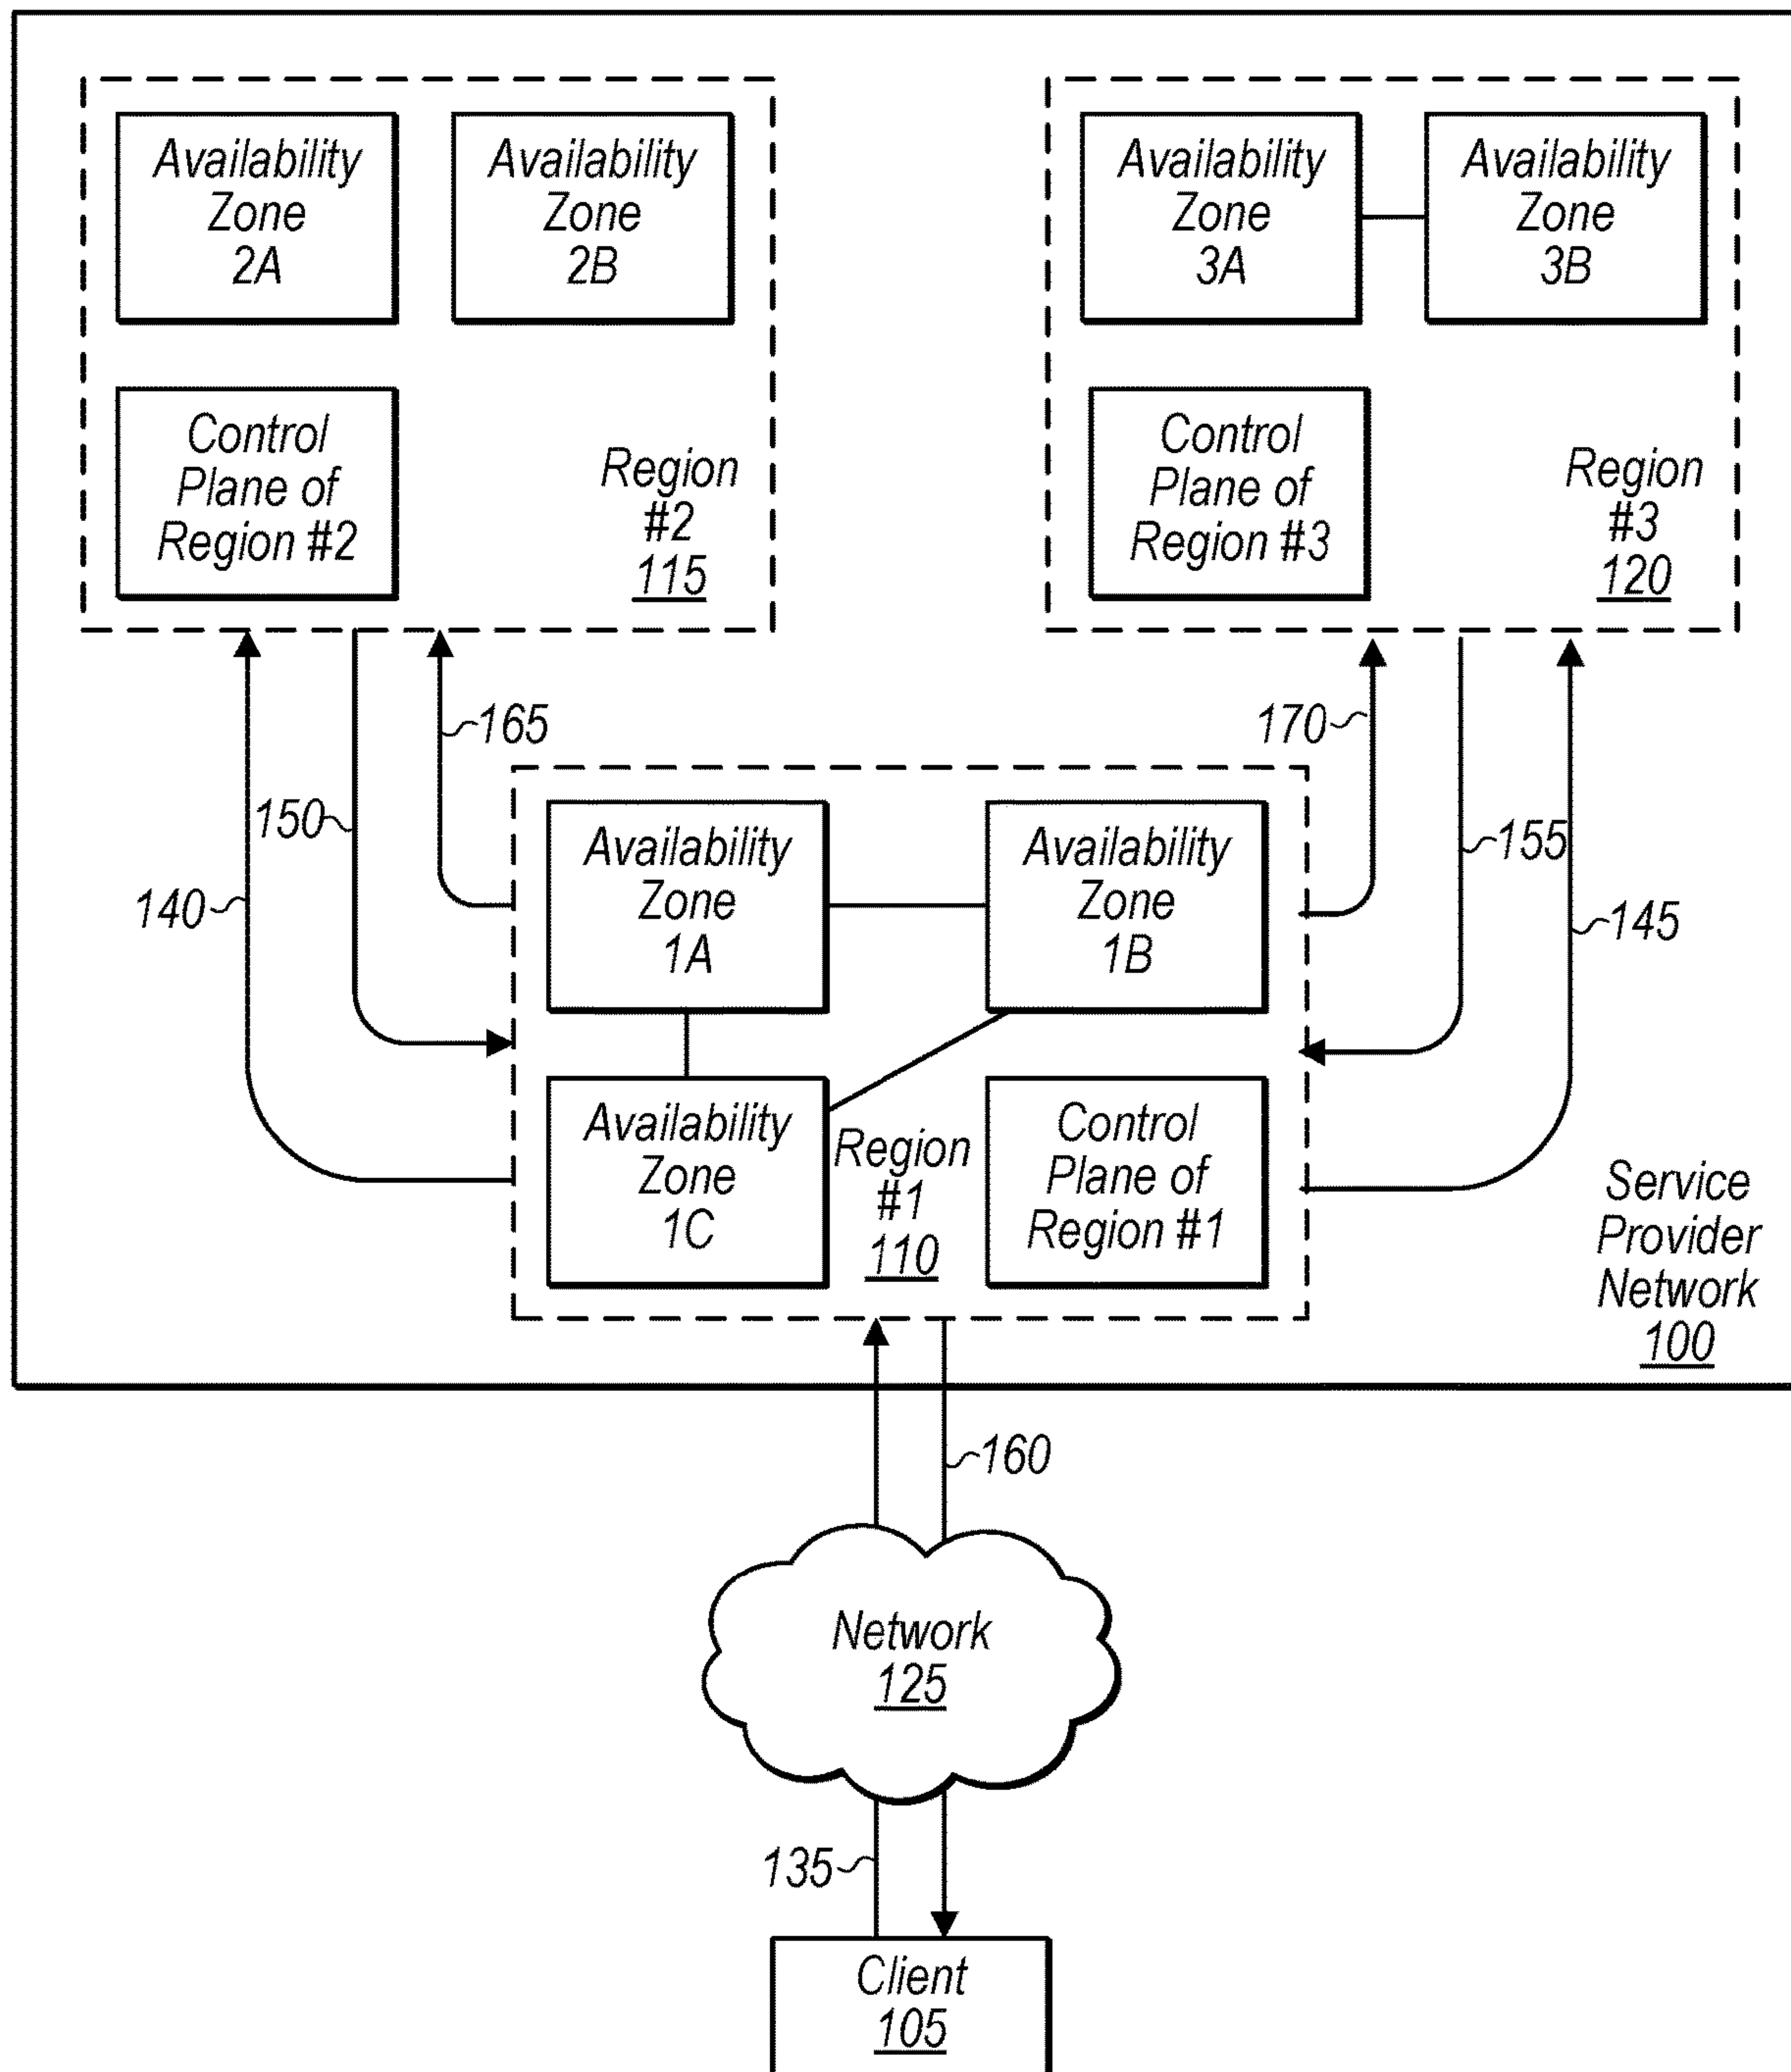 Availability
Zone
2A
Availability
Zone
2B
Control
Plane of
Region #2
Region
#2
115
Availability
Zone
3A
Availability
Zone
3B
Control
Plane of
Region #3
Region
#3
120
165
170
150
155
140
145
Availability
Zone
1A
Availability
Zone
1B
Availability
Zone
1C
Region
#1
110
Control
Plane of
Region #1
Service
Provider
Network
100
160
Network
125
135
Client
105